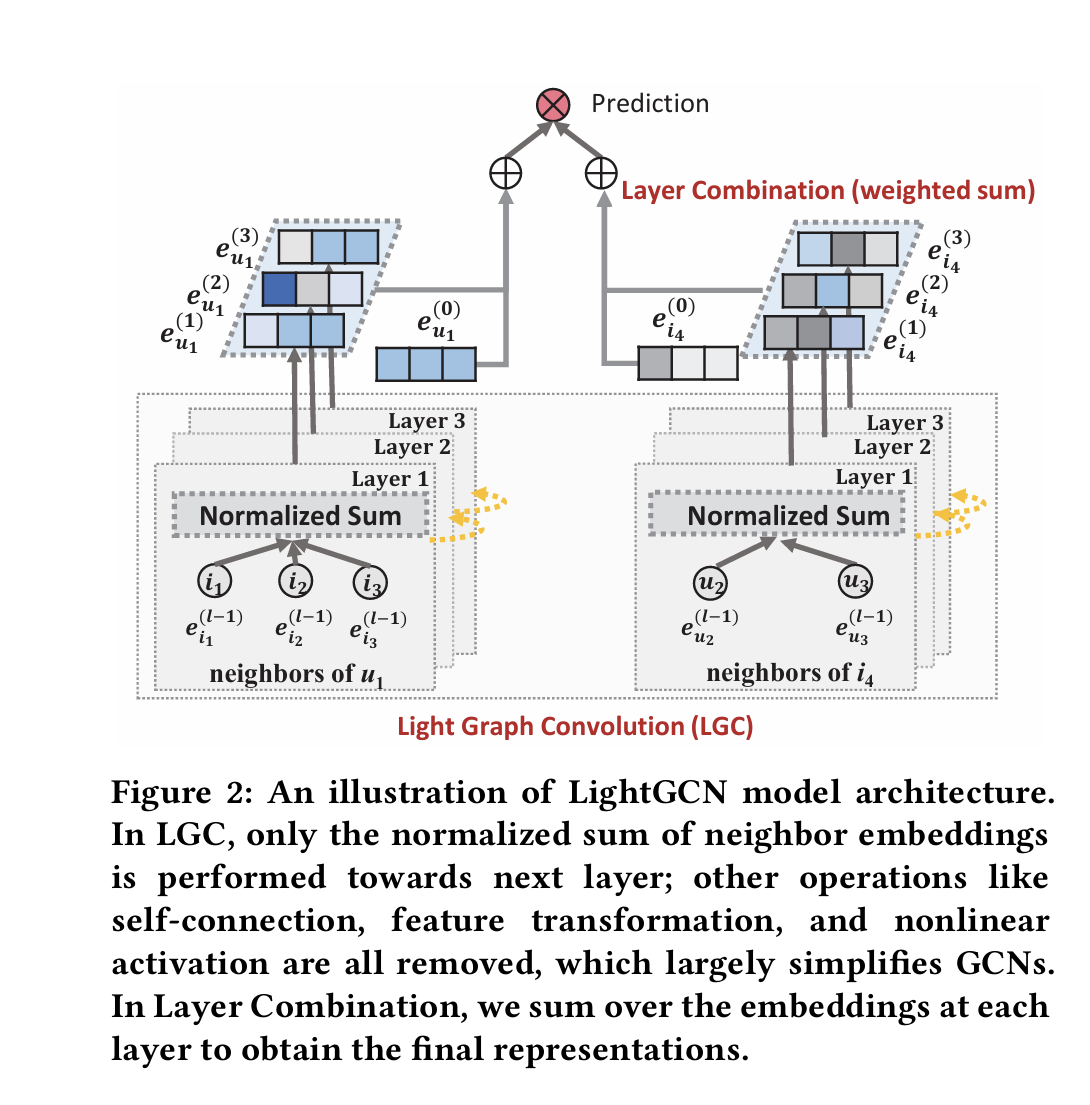 Prediction
Layer Combination (weighted sum)
e_{u_1}^{(3)}
e_{u_1}^{(2)}
e_{u_1}^{(1)}
e_{u_1}^{(0)}
e_{i_4}^{(0)}
e_{i_4}^{(3)}
e_{i_4}^{(2)}
e_{i_4}^{(1)}
Layer 3
Layer 2
Layer 1
Normalized Sum
i_1 i_2 i_3
e_{i_1}^{(l-1)} e_{i_2}^{(l-1)} e_{i_3}^{(l-1)}
neighbors of u_1
Layer 3
Layer 2
Layer 1
Normalized Sum
u_2 u_3
e_{u_2}^{(l-1)} e_{u_3}^{(l-1)}
neighbors of i_4
Light Graph Convolution (LGC)
Figure 2: An illustration of LightGCN model architecture.
In LGC, only the normalized sum of neighbor embeddings
is performed towards next layer; other operations like
self-connection, feature transformation, and nonlinear
activation are all removed, which largely simplifies GCNs.
In Layer Combination, we sum over the embeddings at each
layer to obtain the final representations.